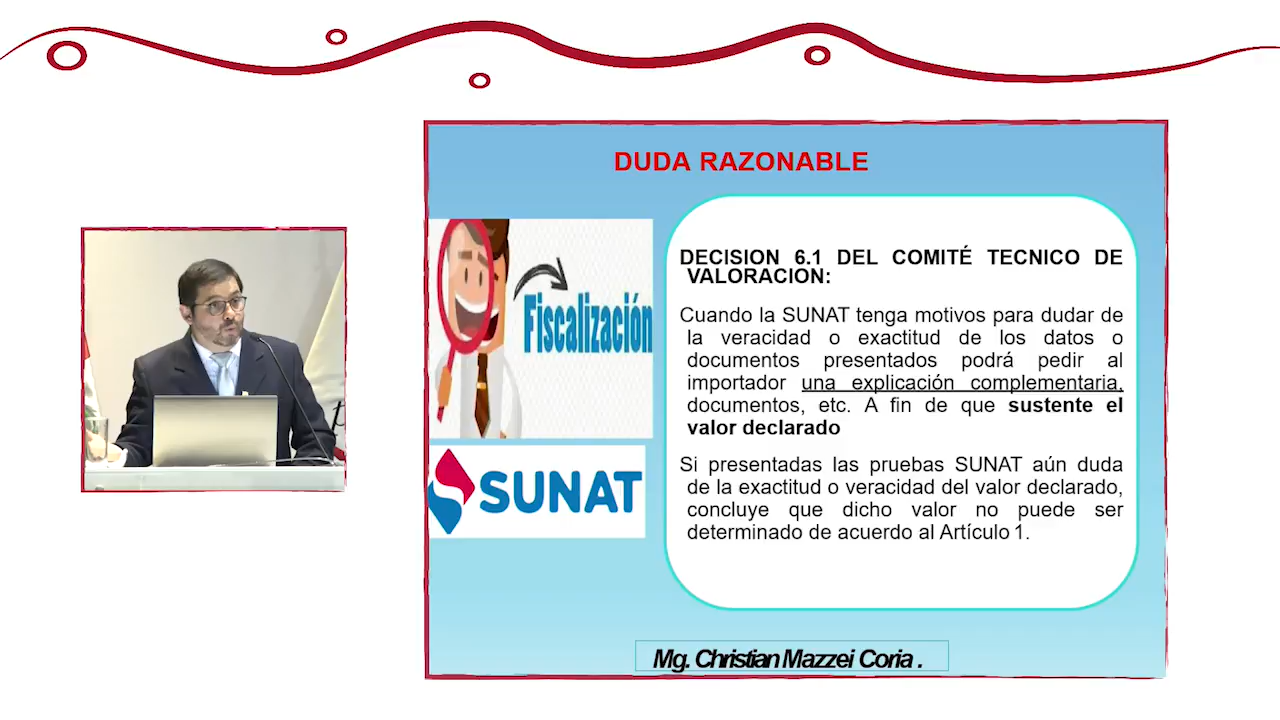 DUDA RAZONABLE
Fiscalización
SUNAT
DECISION 6.1 DEL COMITÉ TECNICO DE
VALORACION:
Cuando la SUNAT tenga motivos para dudar de
la veracidad o exactitud de los datos o
documentos presentados podrá pedir al
importador una explicación complementaria,
documentos, etc. A fin de que sustente el
valor declarado
Si presentadas las pruebas SUNAT aún duda
de la exactitud o veracidad del valor declarado,
concluye que dicho valor no puede ser
determinado de acuerdo al Artículo 1.
Mg. Christian Mazzei Coria .